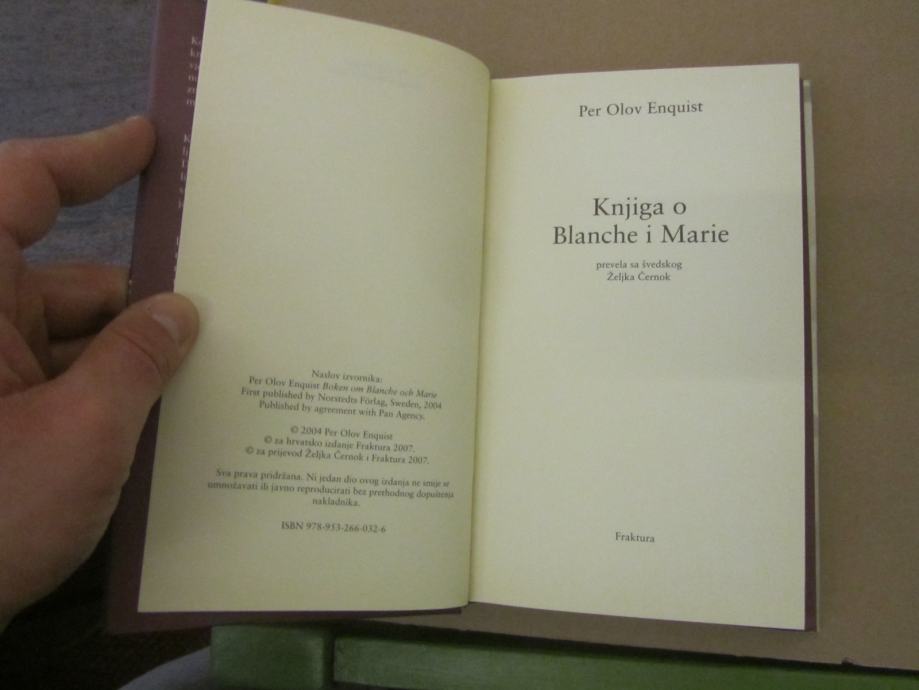 Naslov izvornika:
Per Olov Enquist Boken om Blanche och Marie
First published by Norstedts Förlag, Sweden, 2004
Published by agreement with Pan Agency.
© 2004 Per Olov Enquist
© za hrvatsko izdanje Fraktura 2007.
© za prijevod Željka Černok i Fraktura 2007.
Sva prava pridržana. Ni jedan dio ovog izdanja ne smije se
umnožavati ili javno reproducirati bez prethodnog dopuštenja
nakladnika.
ISBN 978-953-266-032-6
Per Olov Enquist
Knjiga o
Blanche i Marie
prevela sa švedskog
Željka Černok
Fraktura